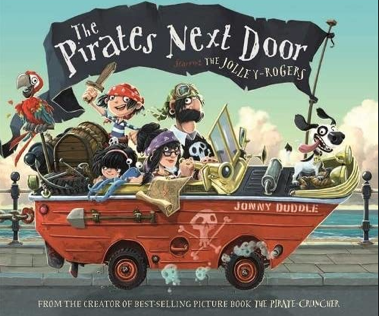 The
Pirates Next Door
Starring THE JOLLEY-ROGERS
JONNY DUDDLE
FROM THE CREATOR OF BEST-SELLING PICTURE BOOK THE PIRATE-CRUNCHER